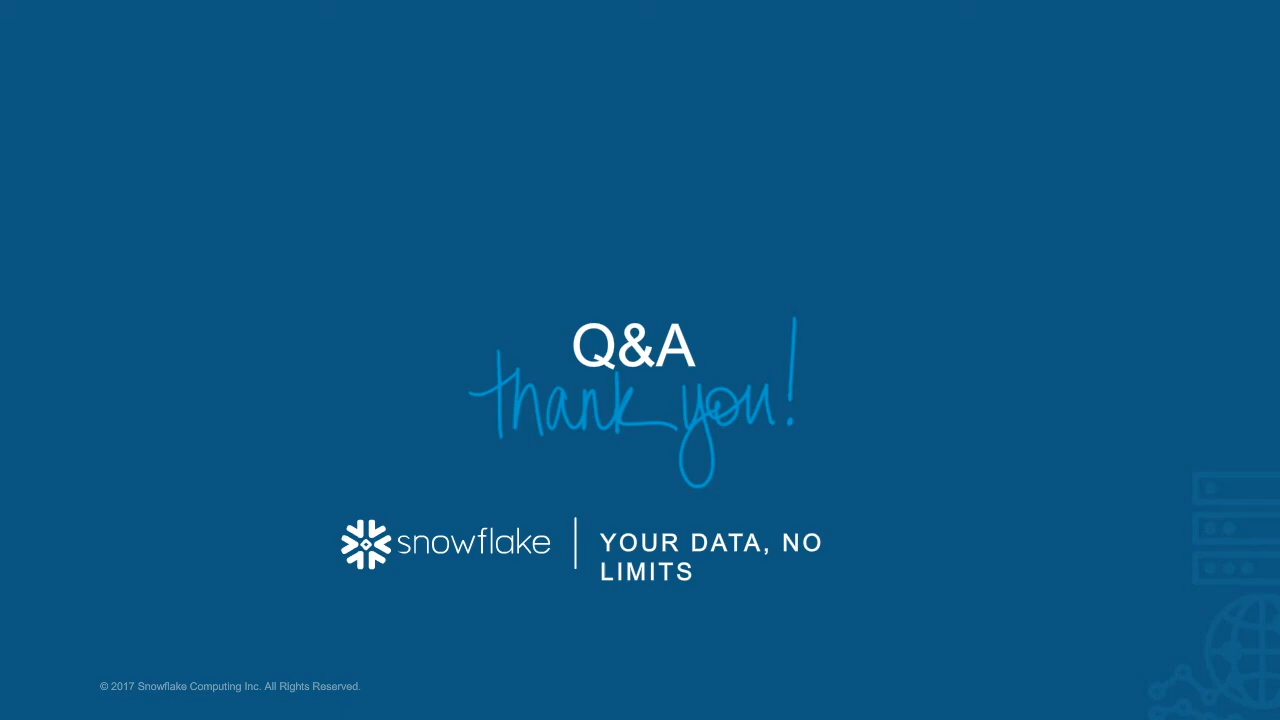 Q&A
thank you!
snowflake
YOUR DATA, NO
LIMITS
© 2017 Snowflake Computing Inc. All Rights Reserved.